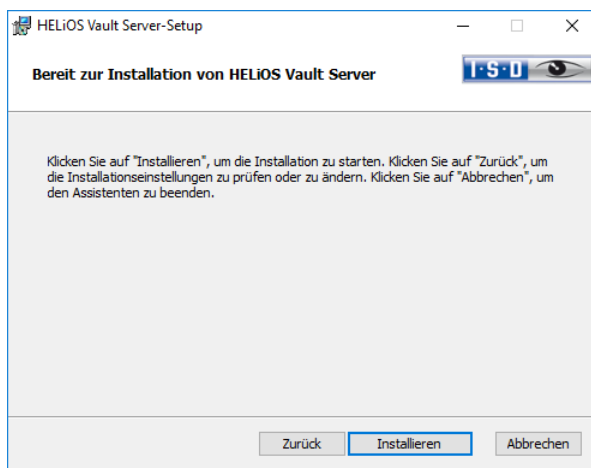 HELiOS Vault Server-Setup
Bereit zur Installation von HELiOS Vault Server
I·S·D
Klicken Sie auf "Installieren", um die Installation zu starten. Klicken Sie auf "Zurück", um
die Installationseinstellungen zu prüfen oder zu ändern. Klicken Sie auf "Abbrechen", um
den Assistenten zu beenden.
Zurück
Installieren
Abbrechen